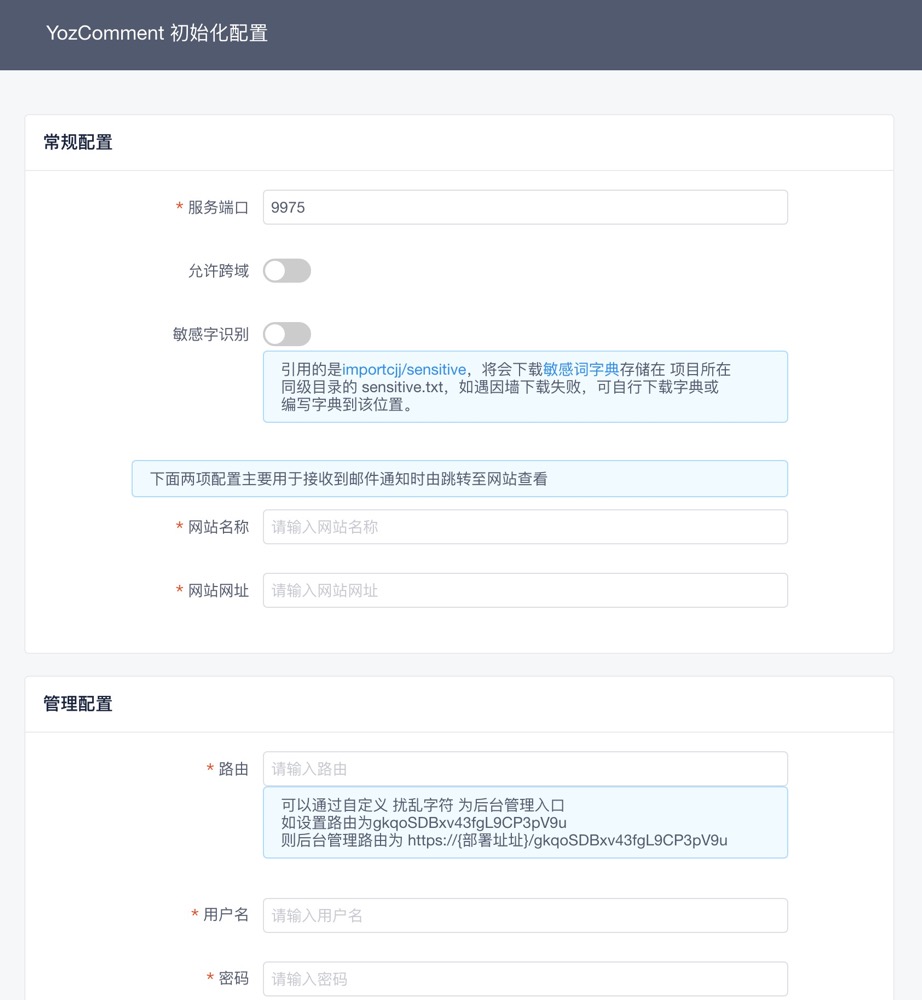 YozComment 初始化配置
常规配置
* 服务端口 9975
允许跨域
敏感字识别
引用的是importcjj/sensitive，将会下载敏感词字典存储在 项目所在
同级目录的 sensitive.txt，如遇因墙下载失败，可自行下载字典或
编写字典到该位置。
下面两项配置主要用于接收到邮件通知时由跳转至网站查看
* 网站名称 请输入网站名称
* 网站网址 请输入网站网址
管理配置
* 路由 请输入路由
可以通过自定义 扰乱字符 为后台管理入口
如设置路由为gkqoSDBxv43fgL9CP3pV9u
则后台管理路由为 https://{部署址址}/gkqoSDBxv43fgL9CP3pV9u
* 用户名 请输入用户名
* 密码 请输入密码